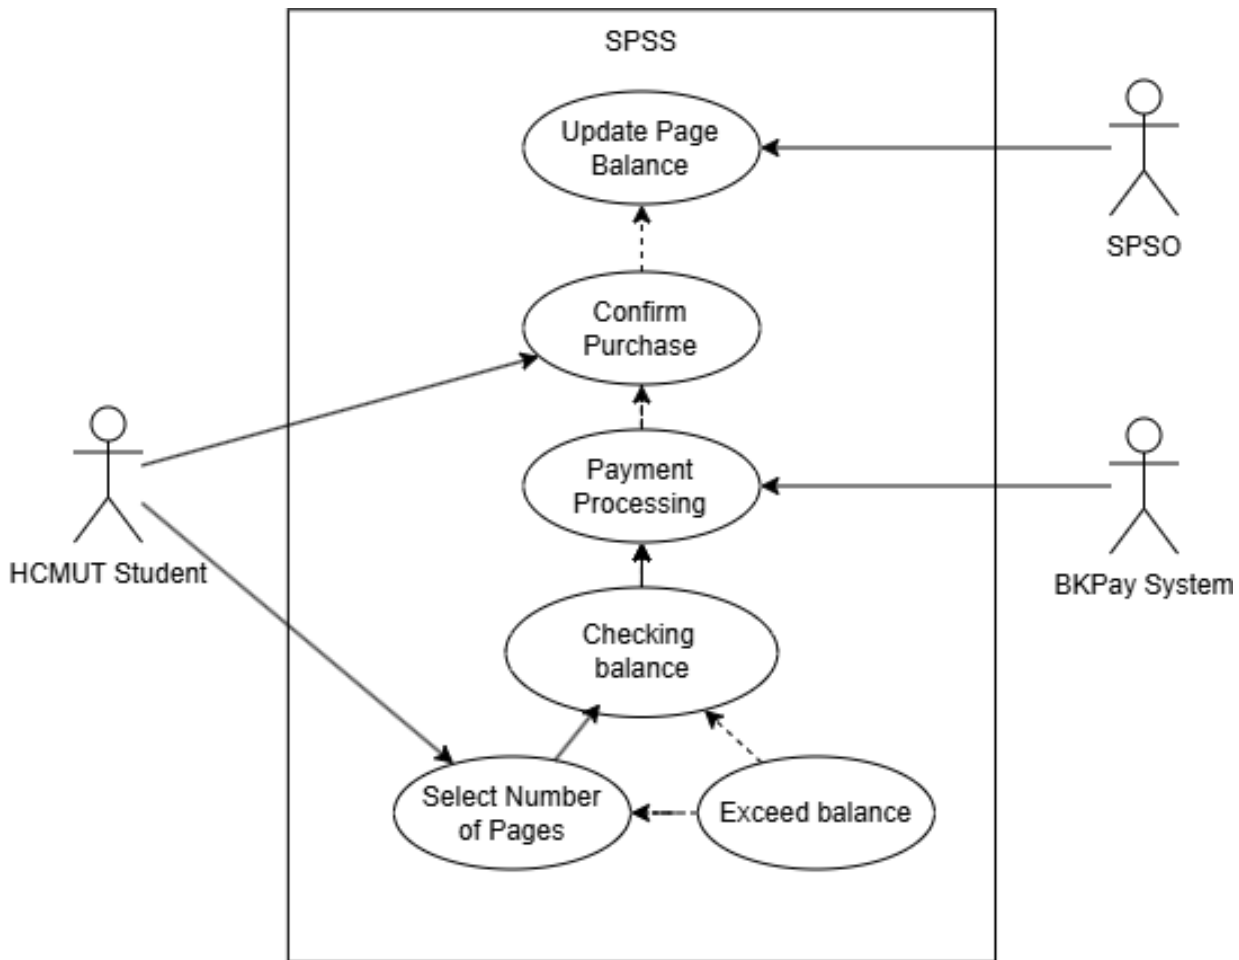 SPSS
Update Page
Balance
SPSO
Confirm
Purchase
HCMUT Student
Payment
Processing
BKPay System
Checking
balance
Select Number
of Pages
Exceed balance